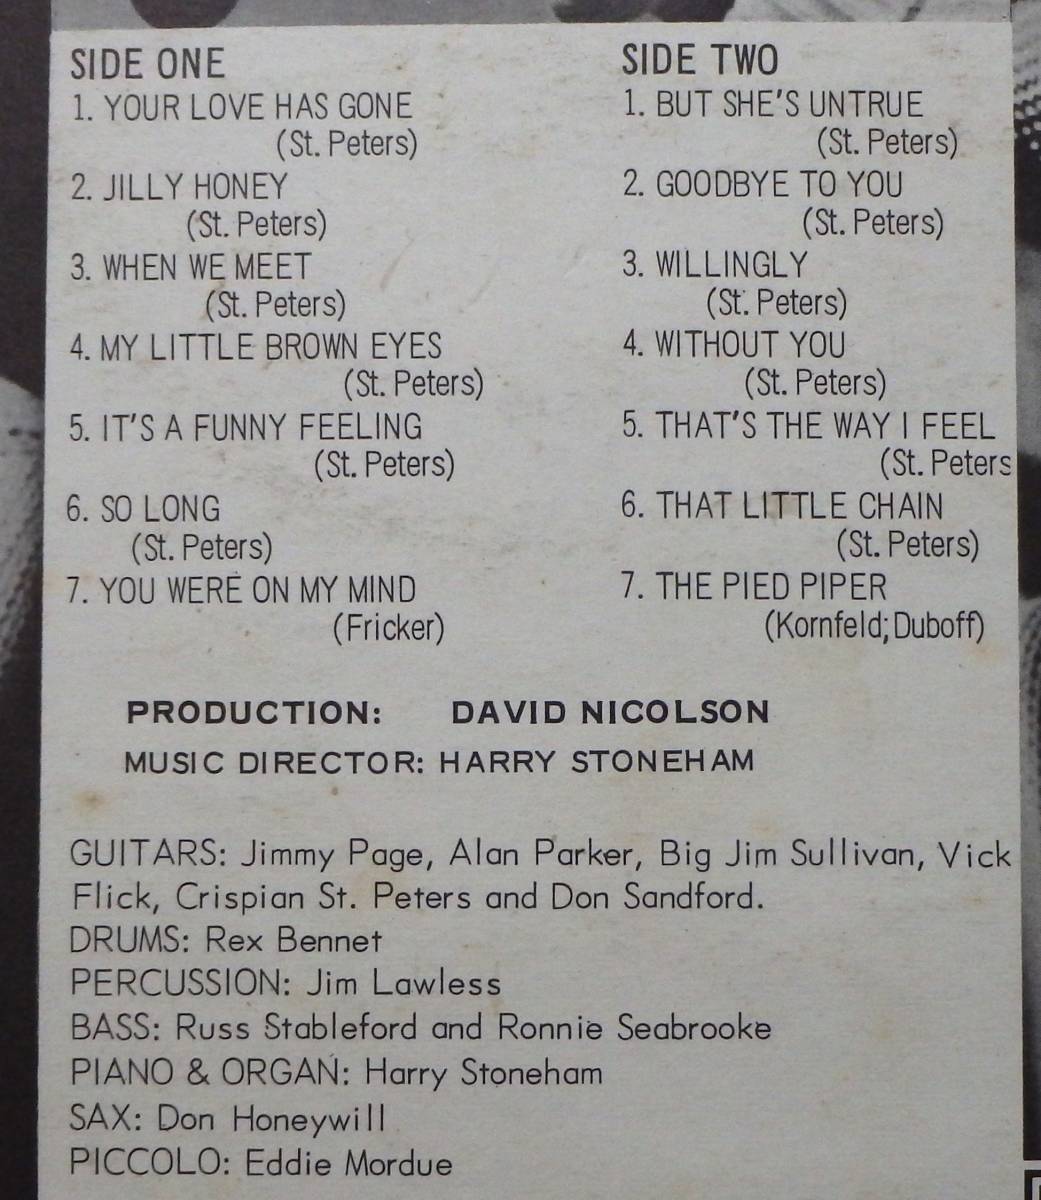 SIDE ONE
1. YOUR LOVE HAS GONE
(St. Peters)
2. JILLY HONEY
(St. Peters)
3. WHEN WE MEET
(St. Peters)
4. MY LITTLE BROWN EYES
(St. Peters)
5. IT'S A FUNNY FEELING
(St. Peters)
6. SO LONG
(St. Peters)
7. YOU WERE ON MY MIND
(Fricker)
SIDE TWO
1. BUT SHE'S UNTRUE
(St. Peters)
2. GOODBYE TO YOU
(St. Peters)
3. WILLINGLY
(St. Peters)
4. WITHOUT YOU
(St. Peters)
5. THAT'S THE WAY I FEEL
(St. Peters
6. THAT LITTLE CHAIN
(St. Peters)
7. THE PIED PIPER
(Kornfeld; Duboff)
PRODUCTION: DAVID NICOLSON
MUSIC DIRECTOR: HARRY STONEHAM
GUITARS: Jimmy Page, Alan Parker, Big Jim Sullivan, Vick
Flick, Crispian St. Peters and Don Sandford.
DRUMS: Rex Bennet
PERCUSSION: Jim Lawless
BASS: Russ Stableford and Ronnie Seabrooke
PIANO & ORGAN: Harry Stoneham
SAX: Don Honeywill
PICCOLO: Eddie Mordue